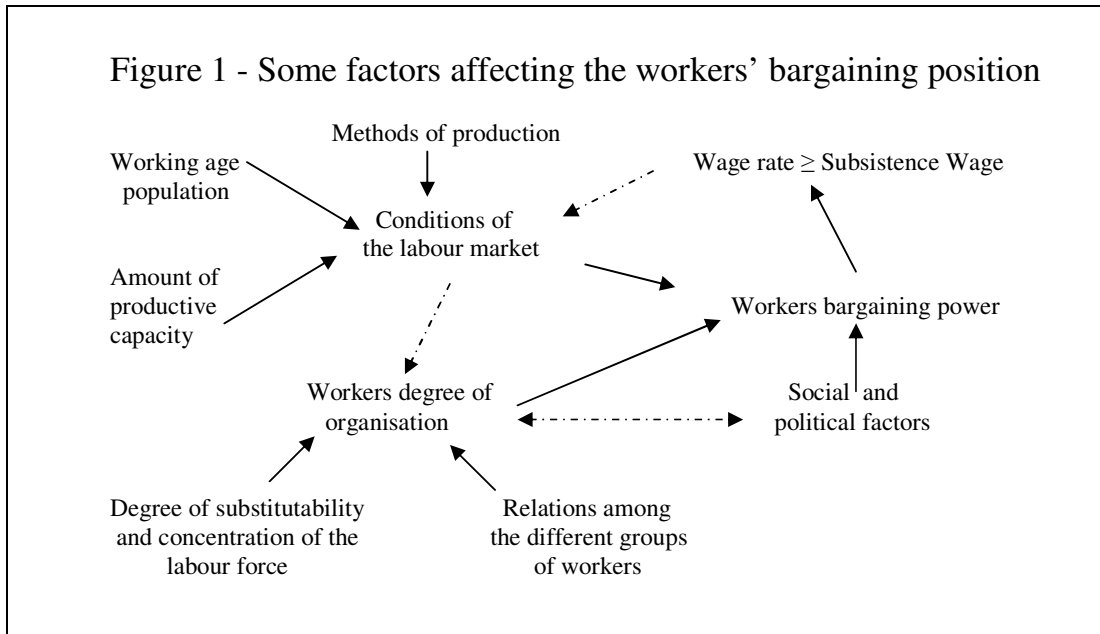 Figure 1 - Some factors affecting the workers’ bargaining position
Methods of production
Working age
population
Wage rate ≥ Subsistence Wage
Conditions of
the labour market
Amount of
productive
capacity
Workers bargaining power
Workers degree of
organisation
Social and
political factors
Degree of substitutability
and concentration of the
labour force
Relations among
the different groups
of workers